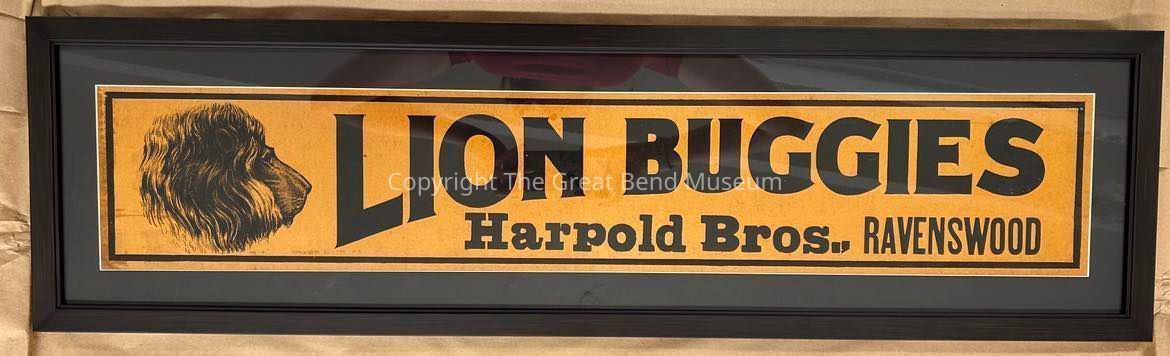 LION BUGGIES
Copyright The Great Bend Museum
Harpold Bros., RAVENSWOOD